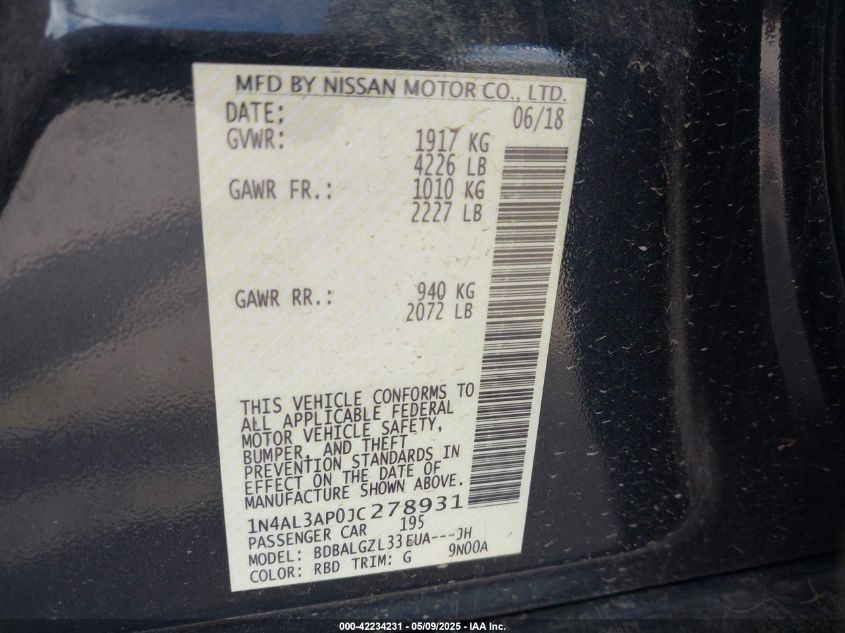 MFD BY NISSAN MOTOR CO., LTD.
DATE: 06/18
GVWR: 1917 KG
4226 LB
GAWR FR.: 1010 KG
2227 LB
GAWR RR.: 940 KG
2072 LB
THIS VEHICLE CONFORMS TO
ALL APPLICABLE FEDERAL
MOTOR VEHICLE SAFETY,
BUMPER, AND THEFT
PREVENTION STANDARDS IN
EFFECT ON THE DATE OF
MANUFACTURE SHOWN ABOVE.
1N4AL3AP0JC278931
PASSENGER CAR 195
MODEL: BDBALGZL33EUA---JH
COLOR: RBD TRIM: G 9N00A
000-42234231 - 05/09/2025 - IAA Inc.